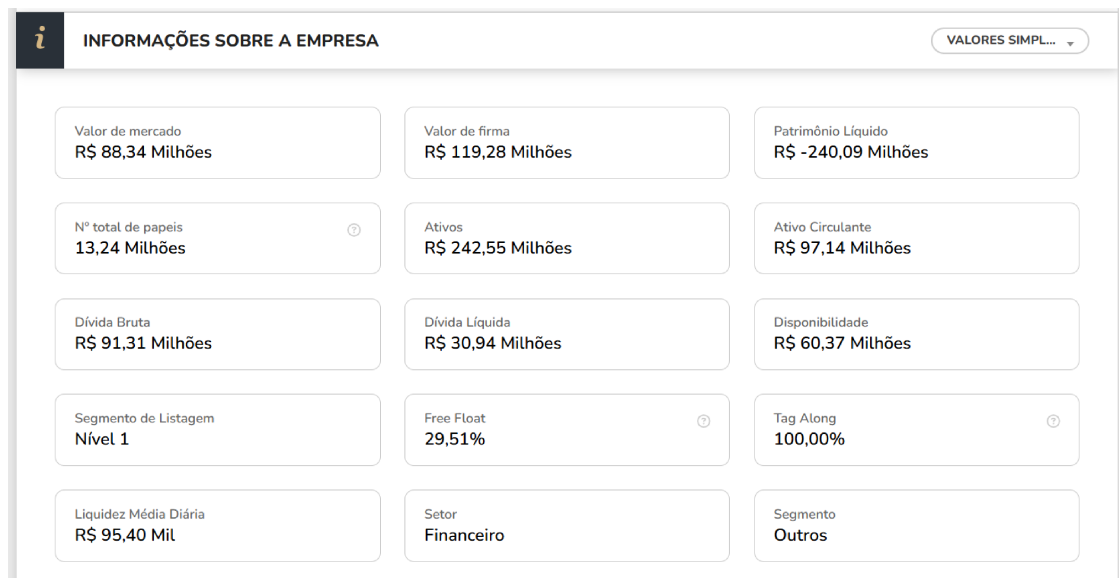 i
INFORMAÇÕES SOBRE A EMPRESA
VALORES SIMPL...
Valor de mercado
R$ 88,34 Milhões
Valor de firma
R$ 119,28 Milhões
Patrimônio Líquido
R$ -240,09 Milhões
Nº total de papeis
13,24 Milhões
Ativos
R$ 242,55 Milhões
Ativo Circulante
R$ 97,14 Milhões
Dívida Bruta
R$ 91,31 Milhões
Dívida Líquida
R$ 30,94 Milhões
Disponibilidade
R$ 60,37 Milhões
Segmento de Listagem
Nível 1
Free Float
29,51%
Tag Along
100,00%
Liquidez Média Diária
R$ 95,40 Mil
Setor
Financeiro
Segmento
Outros